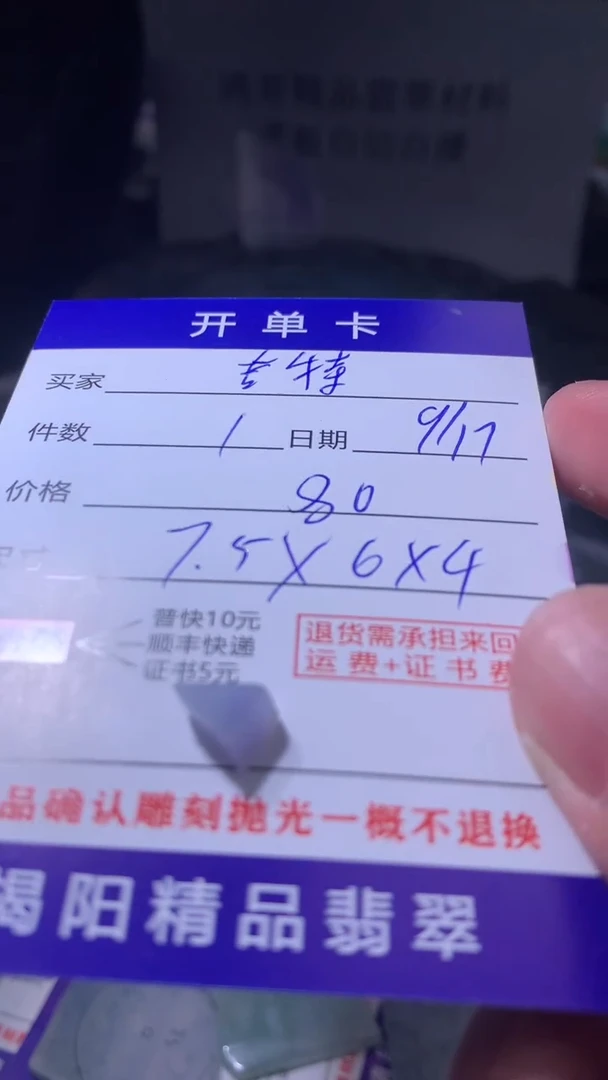 开单卡
买家
件数 1 日期 9/17
价格 80
7.5X6X4
普快10元
顺丰快递
证书5元
退货需承担来回
运费+证书费
品确认雕刻抛光一概不退换
揭阳精品翡翠